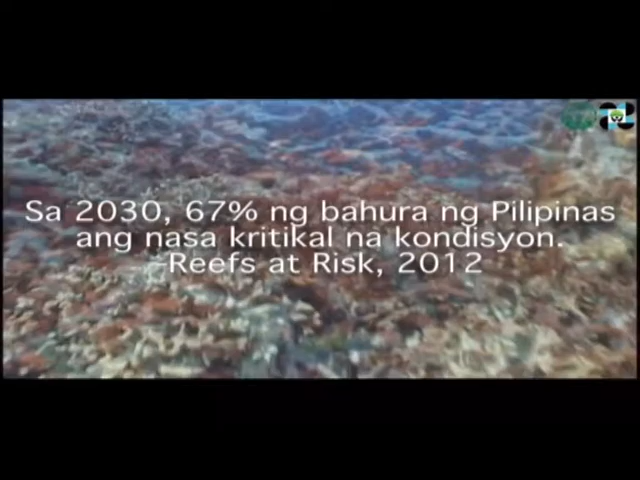 Sa 2030, 67% ng bahura ng Pilipinas
ang nasa kritikal na kondisyon.
-Reefs at Risk, 2012